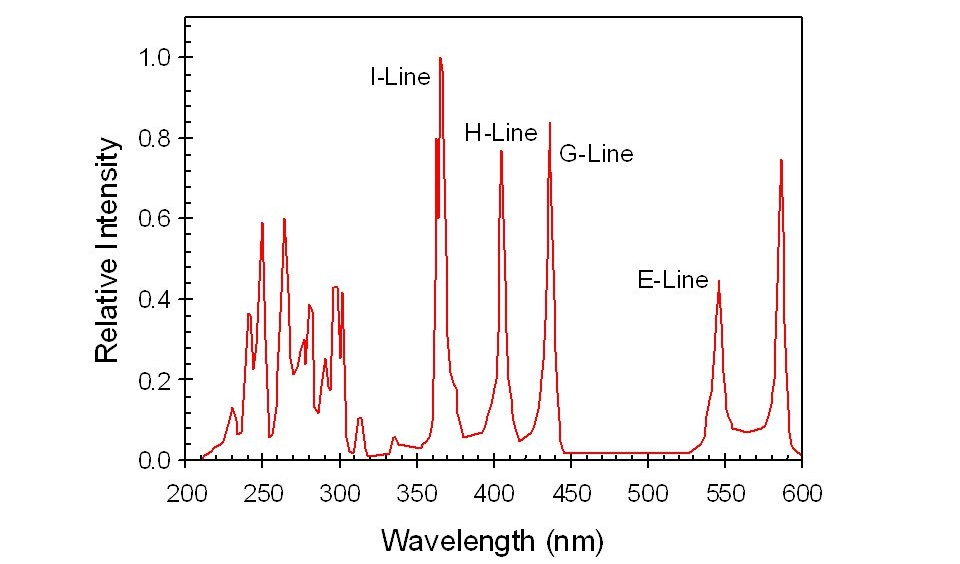 1.0
I-Line
0.8
H-Line
G-Line
0.6
0.4
E-Line
0.2
0.0
Relative Intensity
200 250 300 350 400 450 500 550 600
Wavelength (nm)